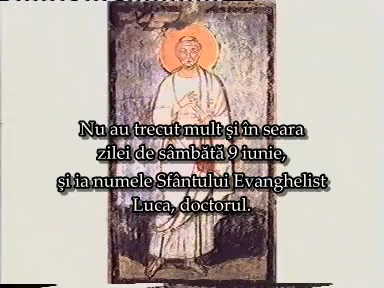 Nu au trecut mult și în seara
zilei de sâmbătă 9 iunie,
și ia numele Sfântului Evanghelist
Luca, doctorul.